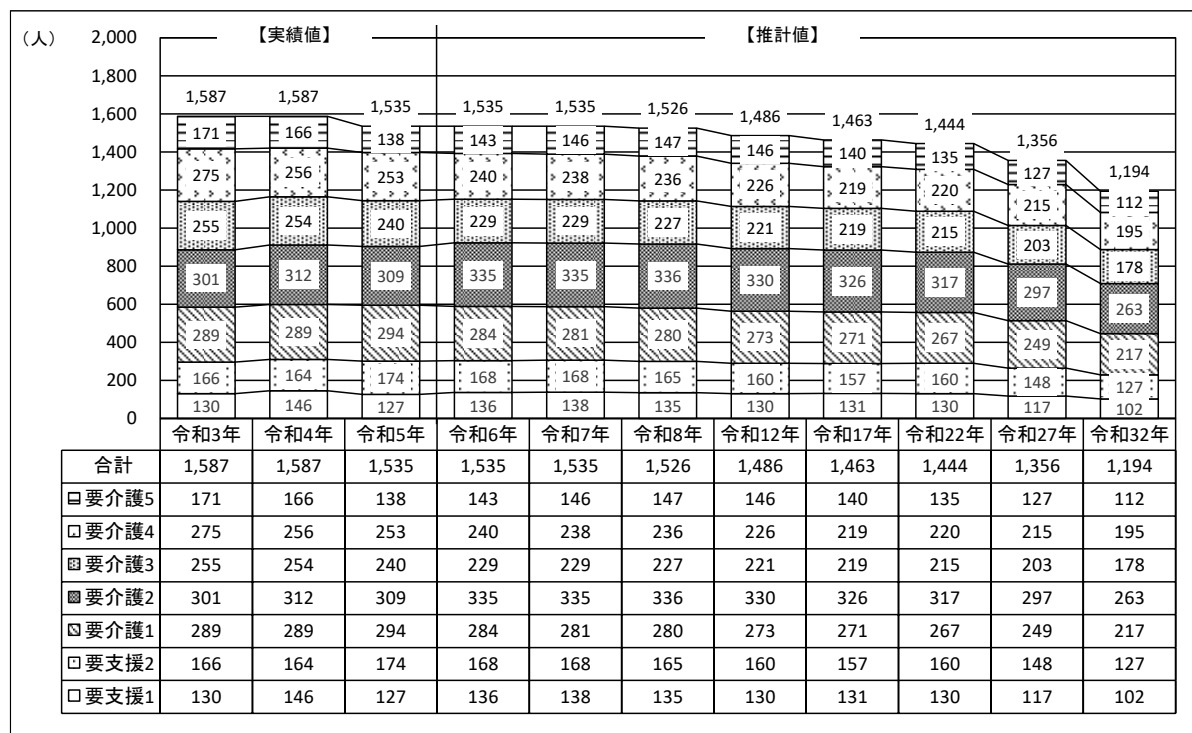 （人）
【実績値】 【推計値】
2,000
1,800
1,600
1,400
1,200
1,000
800
600
400
200
0
1,587 1,587 1,535 1,535 1,535 1,526 1,486 1,463 1,444 1,356 1,194
171 166 138 143 146 147 146 140 135 127 112
275 256 253 240 238 236 226 219 220 215 195
255 254 240 229 229 227 221 219 215 203 178
301 312 309 335 335 336 330 326 317 297 263
289 289 294 284 281 280 273 271 267 249 217
166 164 174 168 168 165 160 157 160 148 127
130 146 127 136 138 135 130 131 130 117 102
令和3年 令和4年 令和5年 令和6年 令和7年 令和8年 令和12年 令和17年 令和22年 令和27年 令和32年
合計 1,587 1,587 1,535 1,535 1,535 1,526 1,486 1,463 1,444 1,356 1,194
要介護5 171 166 138 143 146 147 146 140 135 127 112
要介護4 275 256 253 240 238 236 226 219 220 215 195
要介護3 255 254 240 229 229 227 221 219 215 203 178
要介護2 301 312 309 335 335 336 330 326 317 297 263
要介護1 289 289 294 284 281 280 273 271 267 249 217
要支援2 166 164 174 168 168 165 160 157 160 148 127
要支援1 130 146 127 136 138 135 130 131 130 117 102